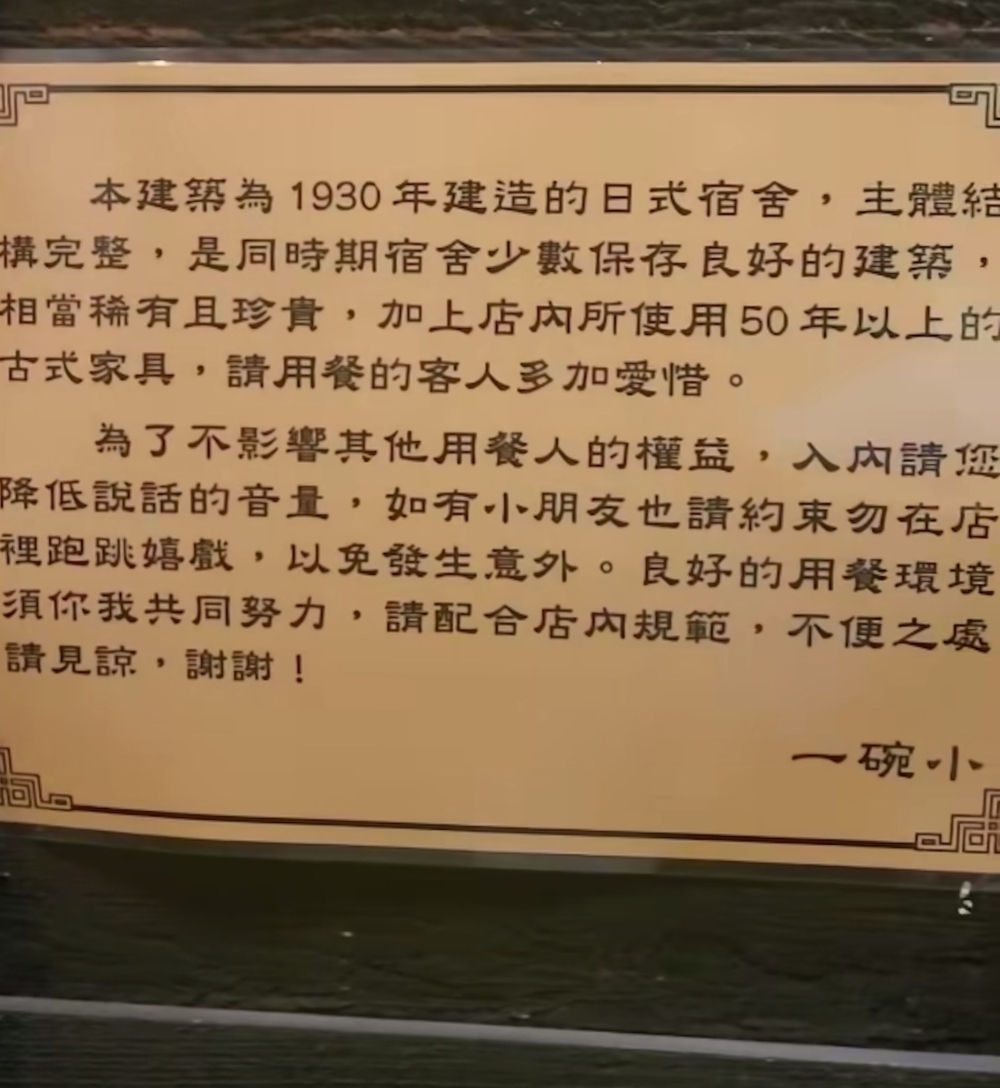 本建築為1930年建造的日式宿舍，主體結
構完整，是同時期宿舍少數保存良好的建築，
相當稀有且珍貴，加上店內所使用50年以上的
古式家具，請用餐的客人多加愛惜。
為了不影響其他用餐人的權益，入內請您
降低說話的音量，如有小朋友也請約束勿在店
裡跑跳嬉戲，以免發生意外。良好的用餐環境
須你我共同努力，請配合店內規範，不便之處
請見諒，謝謝！
一碗小